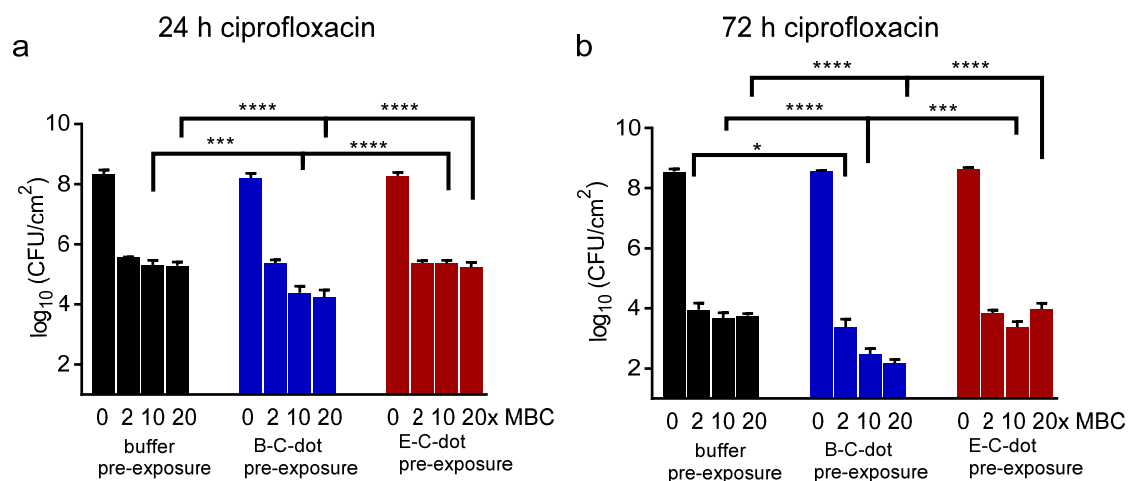 24 h ciprofloxacin
a
****
****
***
****
log10 (CFU/cm2)
10
8
6
4
2
0 2 10 20
0 2 10 20
0 2 10 20x MBC
buffer
pre-exposure
B-C-dot
pre-exposure
E-C-dot
pre-exposure
72 h ciprofloxacin
b
****
****
****
***
*
log10 (CFU/cm2)
10
8
6
4
2
0 2 10 20
0 2 10 20
0 2 10 20x MBC
buffer
pre-exposure
B-C-dot
pre-exposure
E-C-dot
pre-exposure